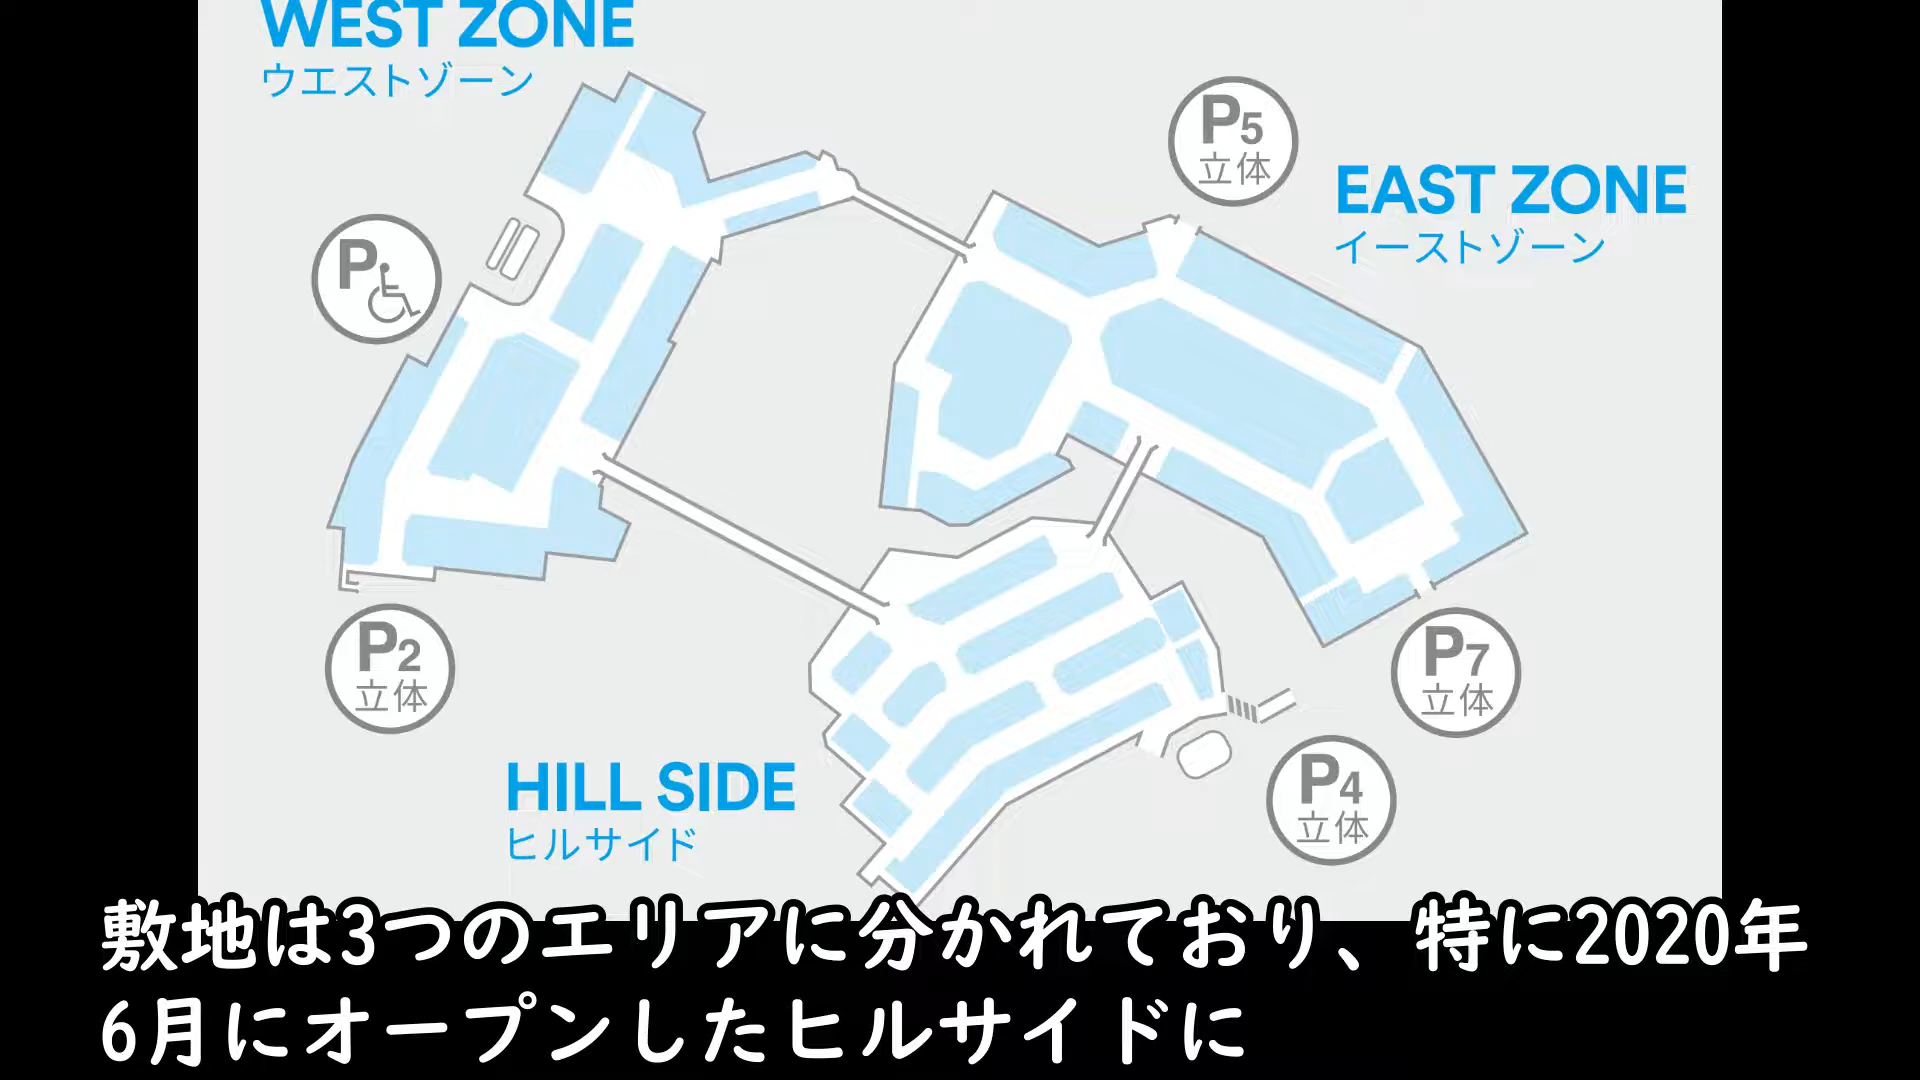 WEST ZONE
ウエストゾーン
P5
立体
EAST ZONE
イーストゾーン
P
P2
立体
P7
立体
HILL SIDE
ヒルサイド
P4
立体
敷地は3つのエリアに分かれており、特に2020年
6月にオープンしたヒルサイドに